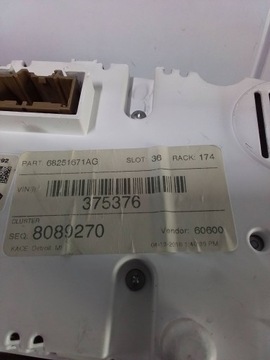 PART: 68251671AG SLOT: 36 RACK: 174
VIN
375376
CLUSTER
SEQ: 8089270 Vendor: 60600